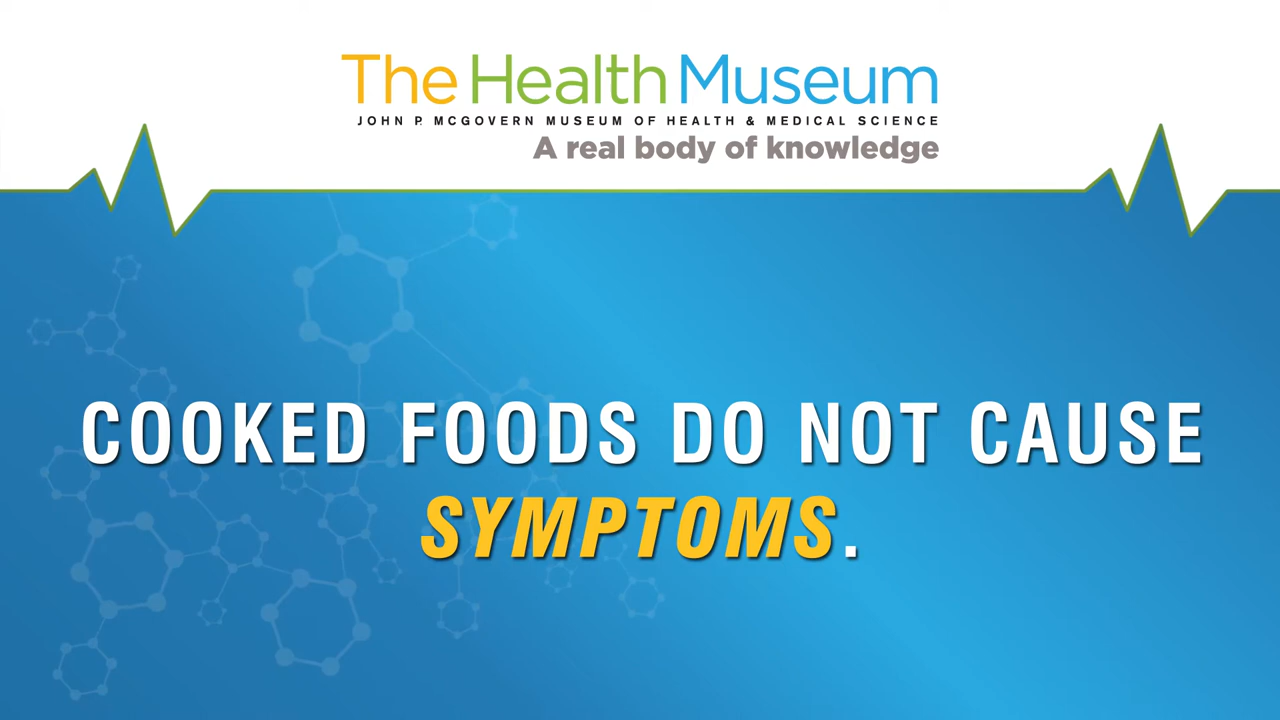 The Health Museum
JOHN P. MCGOVERN MUSEUM OF HEALTH & MEDICAL SCIENCE
A real body of knowledge
COOKED FOODS DO NOT CAUSE
SYMPTOMS.